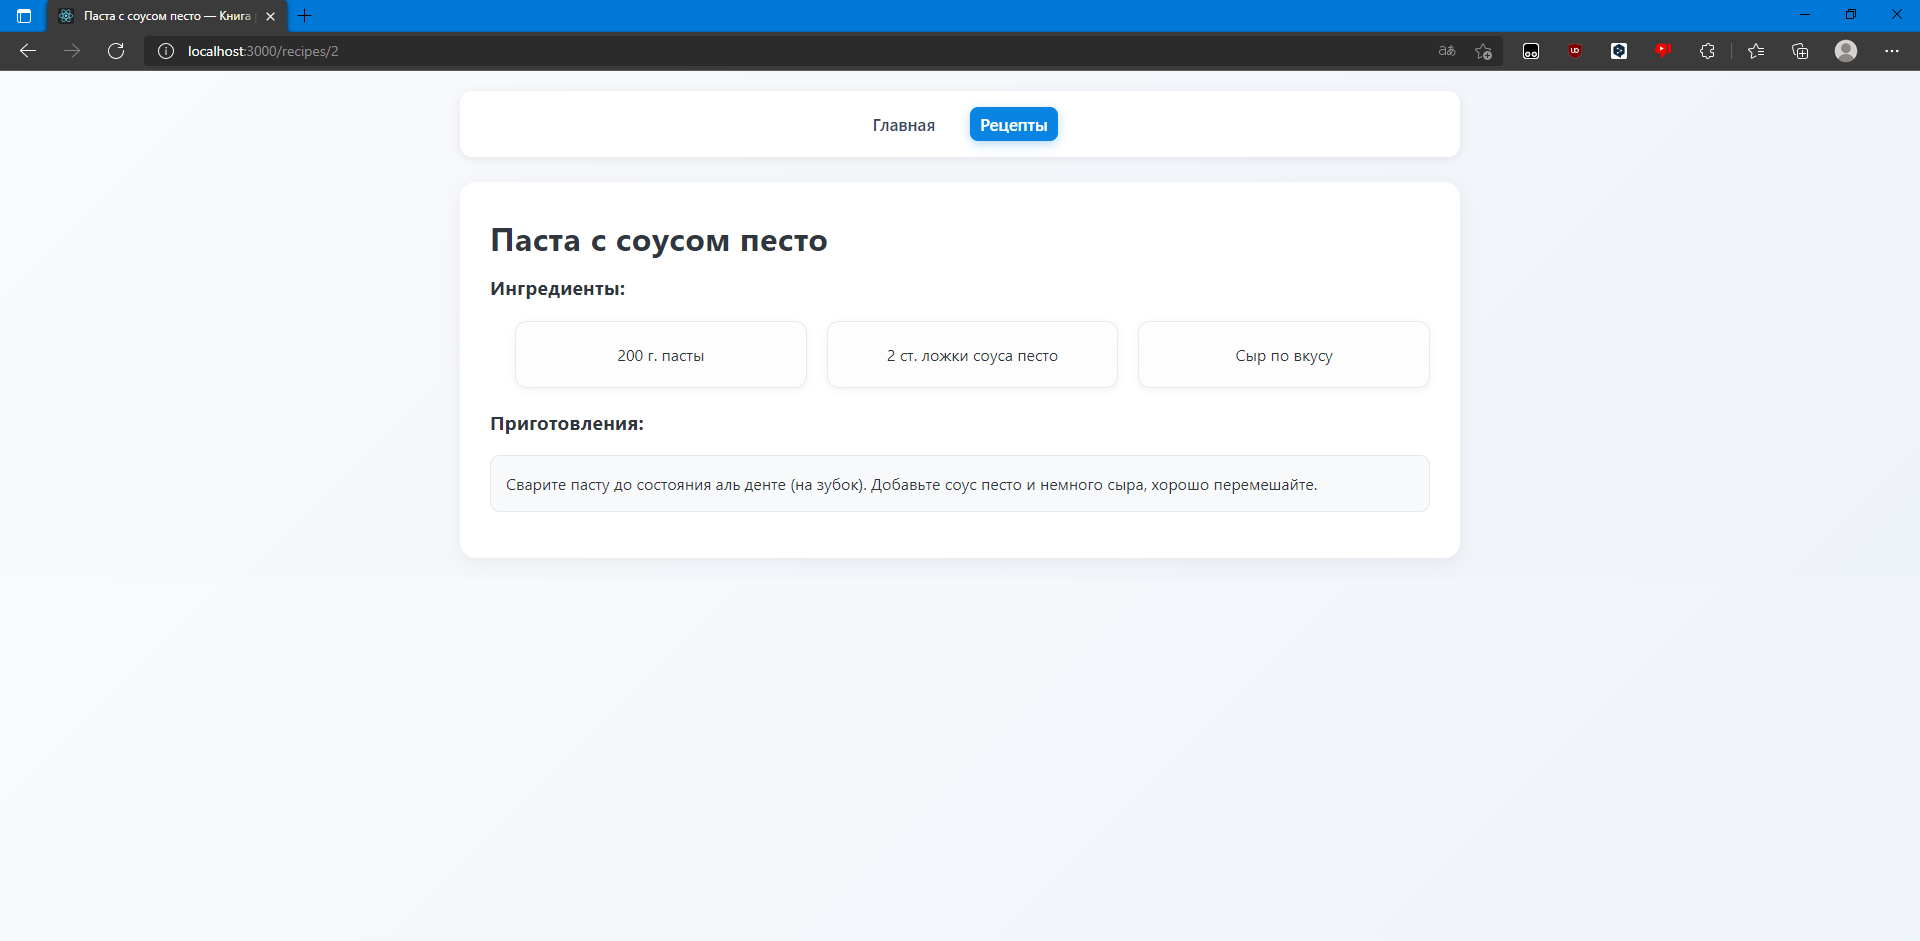 Паста с соусом песто — Книга
localhost:3000/recipes/2
Главная
Рецепты
Паста с соусом песто
Ингредиенты:
200 г. пасты
2 ст. ложки соуса песто
Сыр по вкусу
Приготовления:
Сварите пасту до состояния аль денте (на зубок). Добавьте соус песто и немного сыра, хорошо перемешайте.